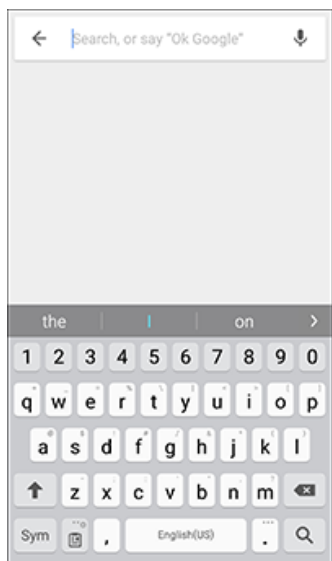 Search, or say "Ok Google"
the I on
1 2 3 4 5 6 7 8 9 0
q w e r t y u i o p
a s d f g h j k l
z x c v b n m
Sym , English(US) .